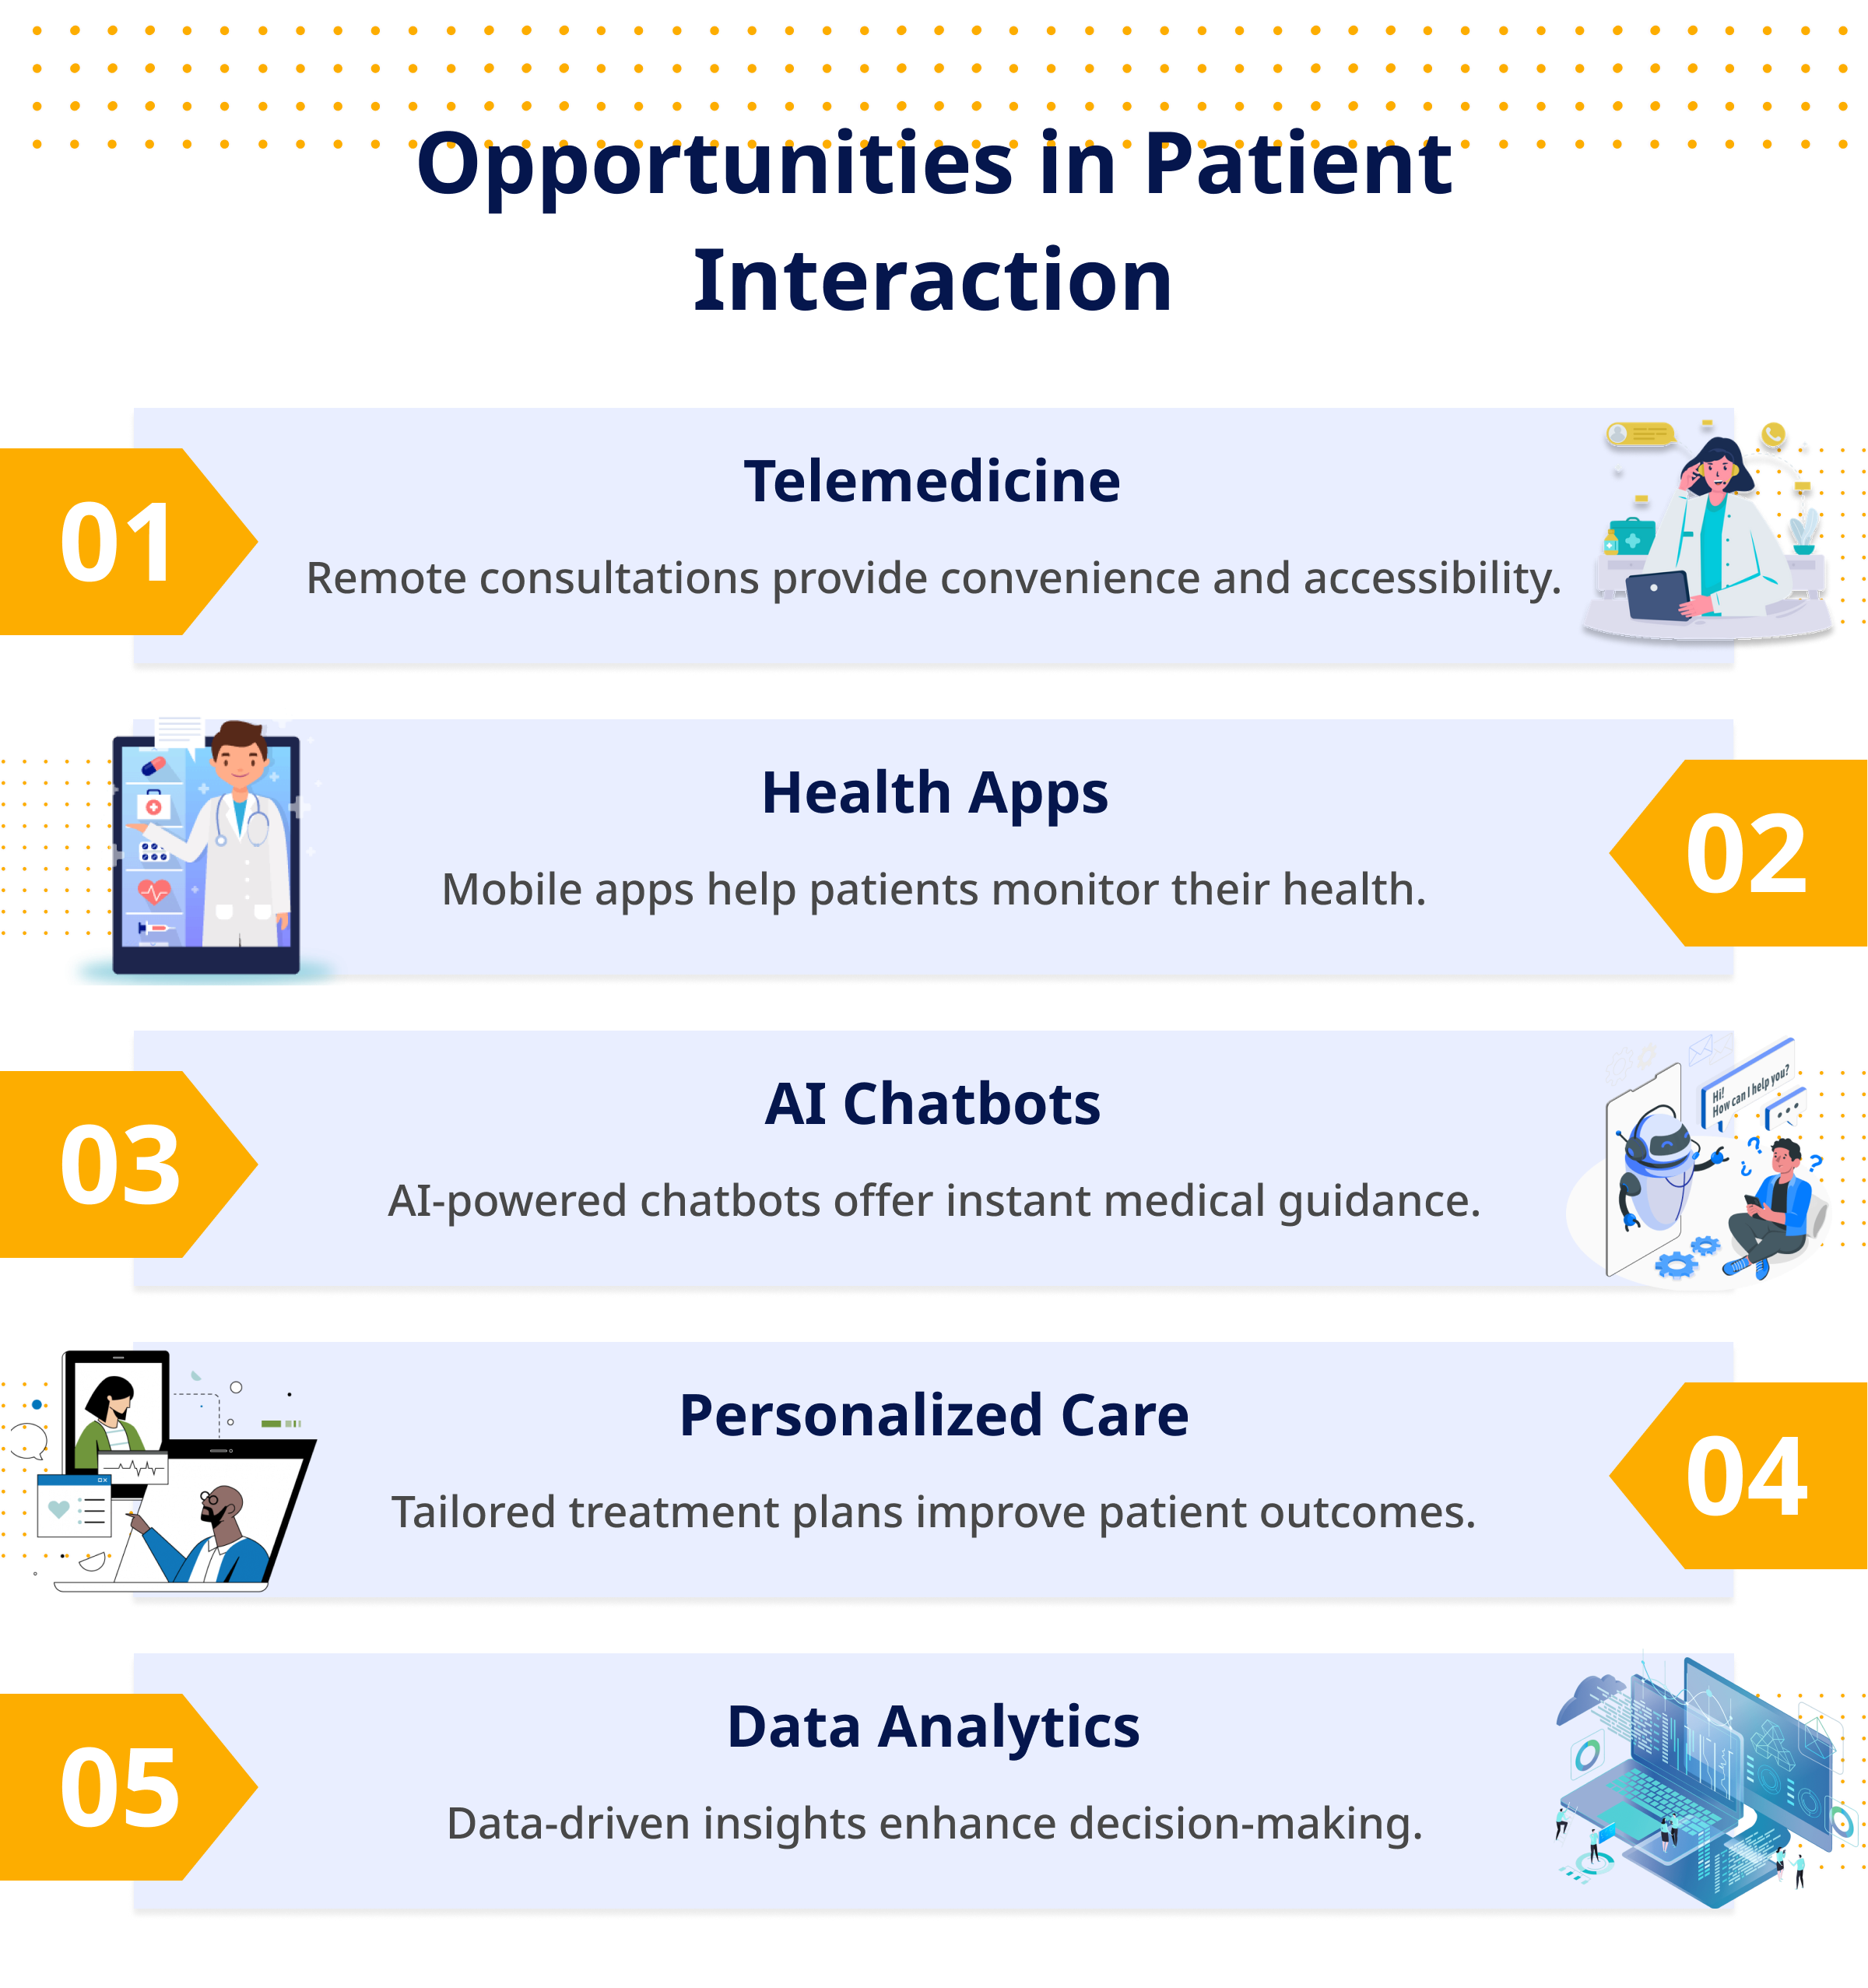 Opportunities in Patient
Interaction
01
Telemedicine
Remote consultations provide convenience and accessibility.
Health Apps
Mobile apps help patients monitor their health.
02
03
AI Chatbots
AI-powered chatbots offer instant medical guidance.
Hi!
How can I help you?
Personalized Care
Tailored treatment plans improve patient outcomes.
04
05
Data Analytics
Data-driven insights enhance decision-making.